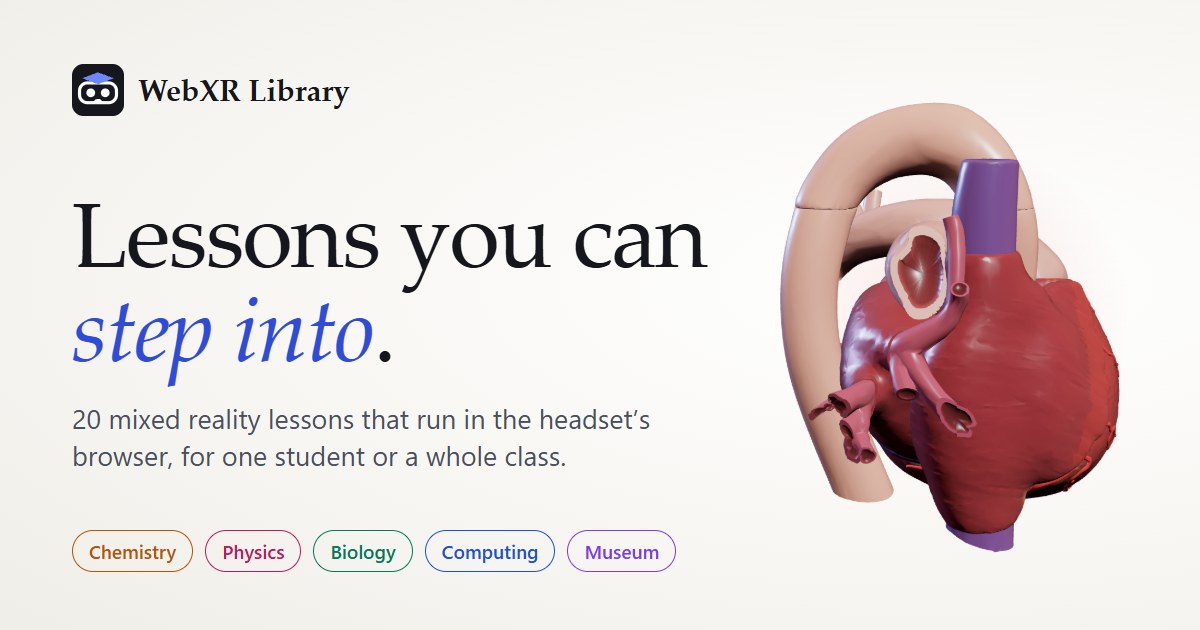 WebXR Library
Lessons you can
step into.
20 mixed reality lessons that run in the headset’s
browser, for one student or a whole class.
Chemistry
Physics
Biology
Computing
Museum